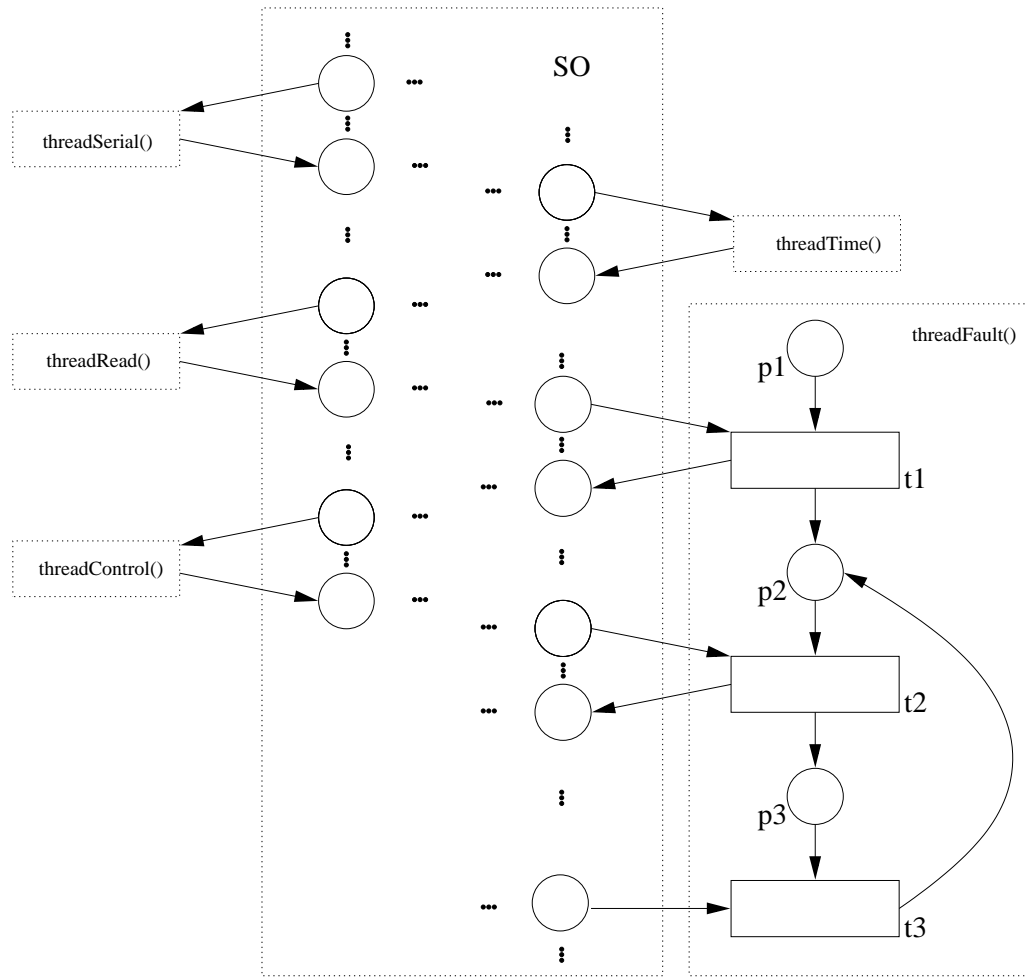 SO
threadSerial()
threadTime()
threadFault()
threadRead()
p1
t1
threadControl()
p2
t2
p3
t3